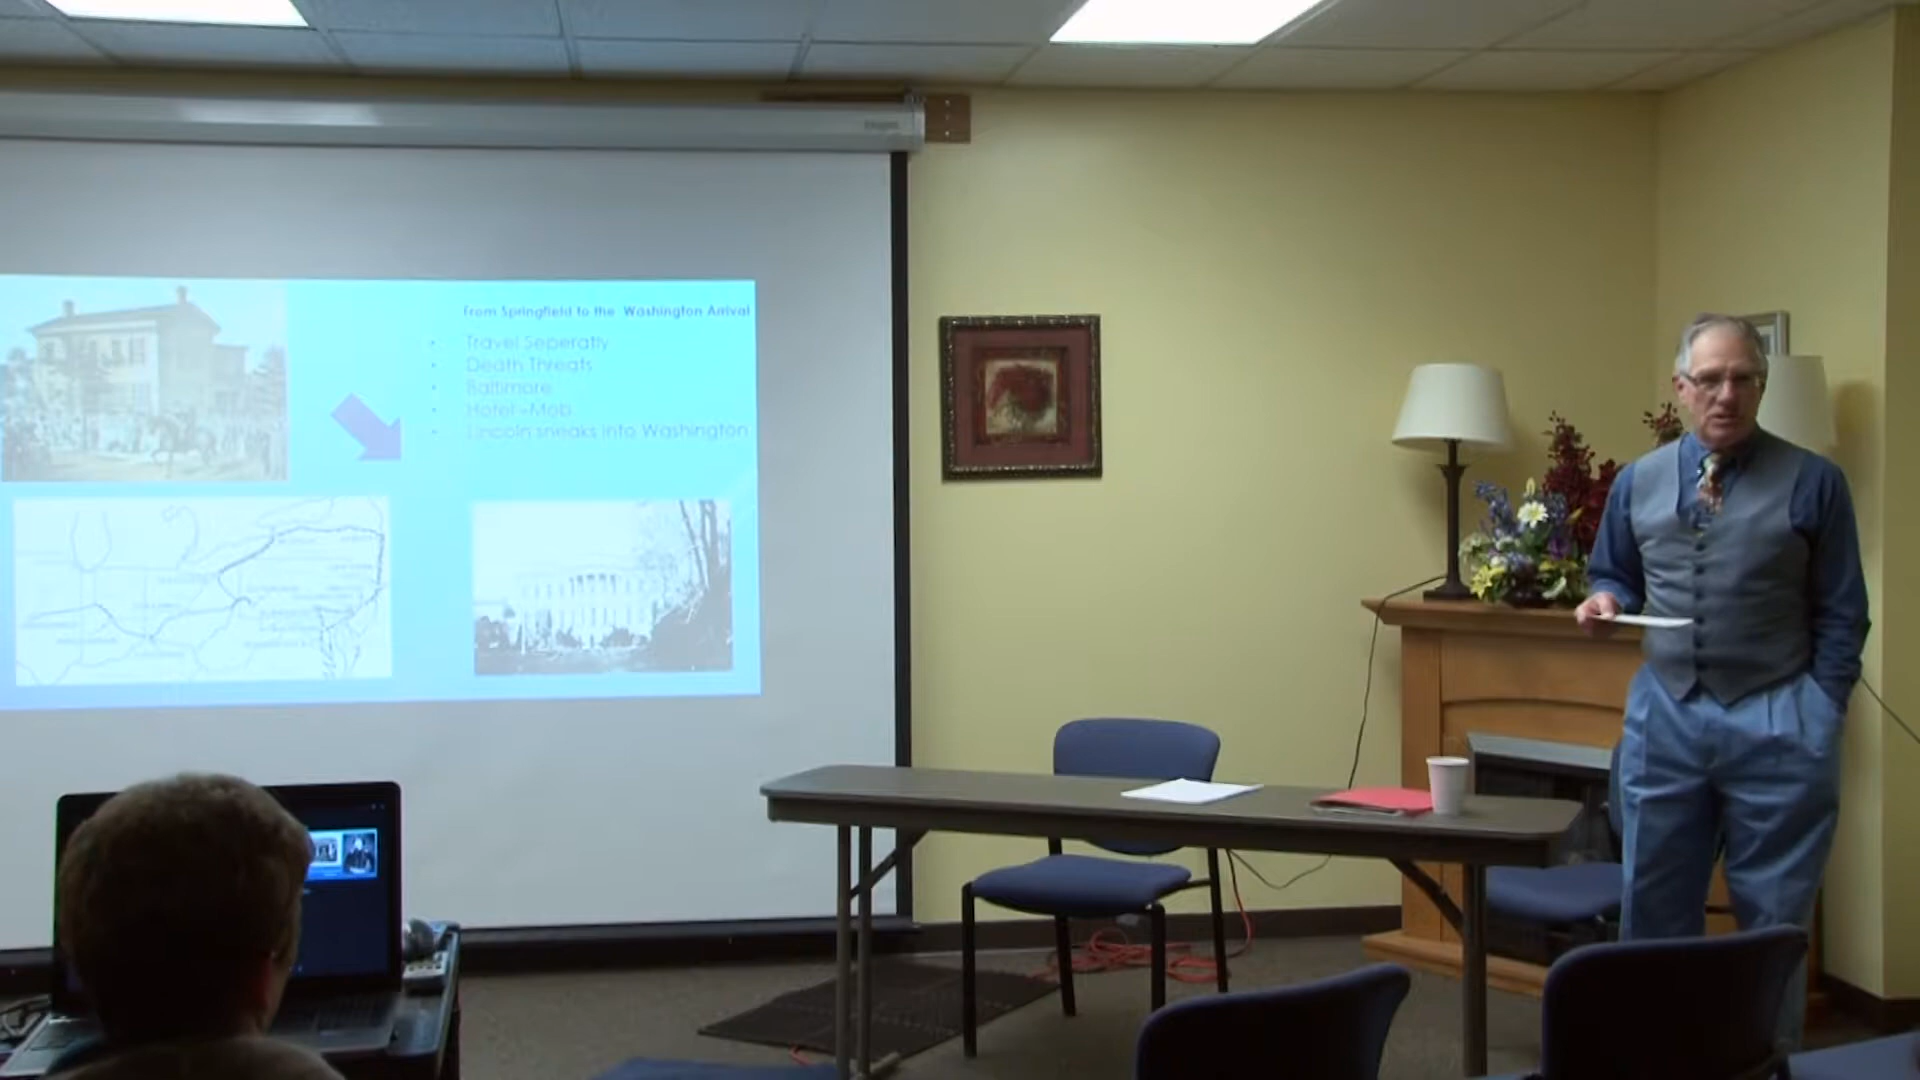 From Springfield to the Washington Arrival
• Travel Seperatly
• Death Threats
• Baltimore
• Hotel -Mob
• Lincoln sneaks into Washington